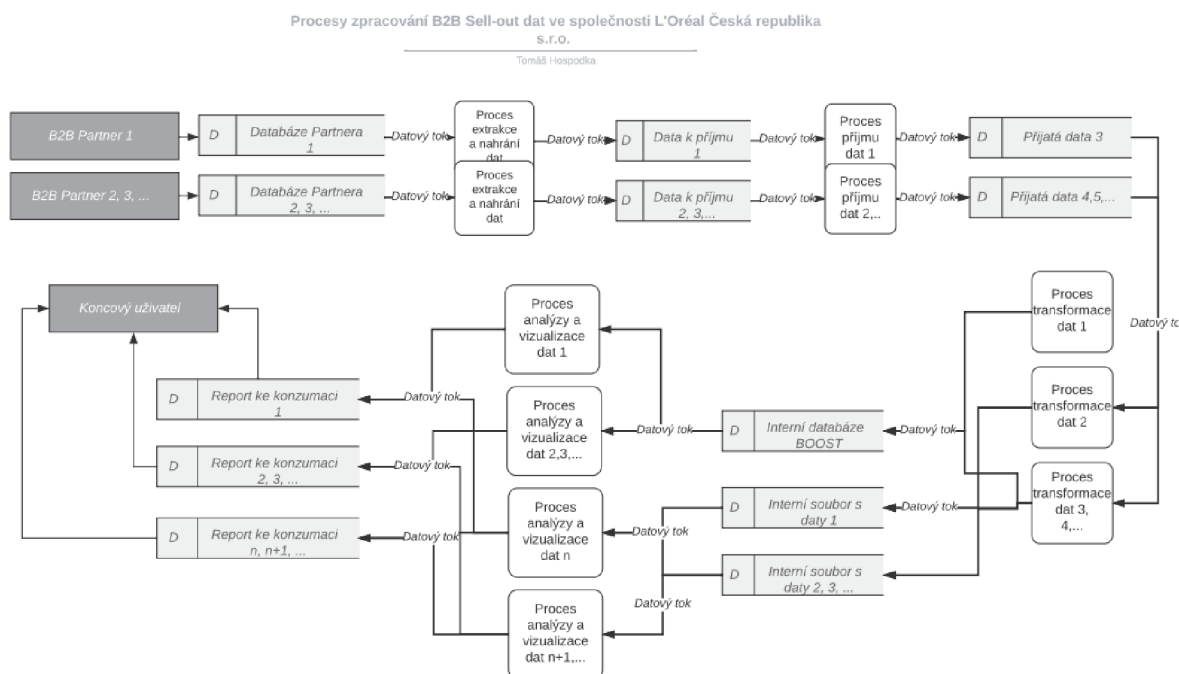 Procesy zpracování B2B Sell-out dat ve společnosti L'Oréal Česká republika
s.r.o.
Tomáš Hospodka
B2B Partner 1
D
Databáze Partnera
1
Datový tok
Proces
extrakce
a nahrání
dat
Datový tok
D
Data k příjmu
1
Datový tok
Proces
příjmu
dat 1
Datový tok
D
Přijatá data 3
B2B Partner 2, 3, ...
D
Databáze Partnera
2, 3, ...
Datový tok
Proces
extrakce
a nahrání
dat
Datový tok
D
Data k příjmu
2, 3,...
Datový tok
Proces
příjmu
dat 2,..
Datový tok
D
Přijatá data 4,5,...
Koncový uživatel
Proces
analýzy a
vizualizace
dat 1
Proces
transformace
dat 1
Datový to
D
Report ke konzumaci
1
Datový tok
Proces
analýzy a
vizualizace
dat 2,3,...
Datový tok
D
Interní databáze
BOOST
Datový tok
Proces
transformace
dat 2
D
Report ke konzumaci
2, 3, ...
Datový tok
Proces
transformace
dat 3,
4,...
D
Report ke konzumaci
n, n+1, ...
Datový tok
Proces
analýzy a
vizualizace
dat n
Datový tok
D
Interní soubor s
daty 1
Datový tok
D
Interní soubor s
daty 2, 3, ...
Datový tok
Proces
analýzy a
vizualizace
dat n+1,...